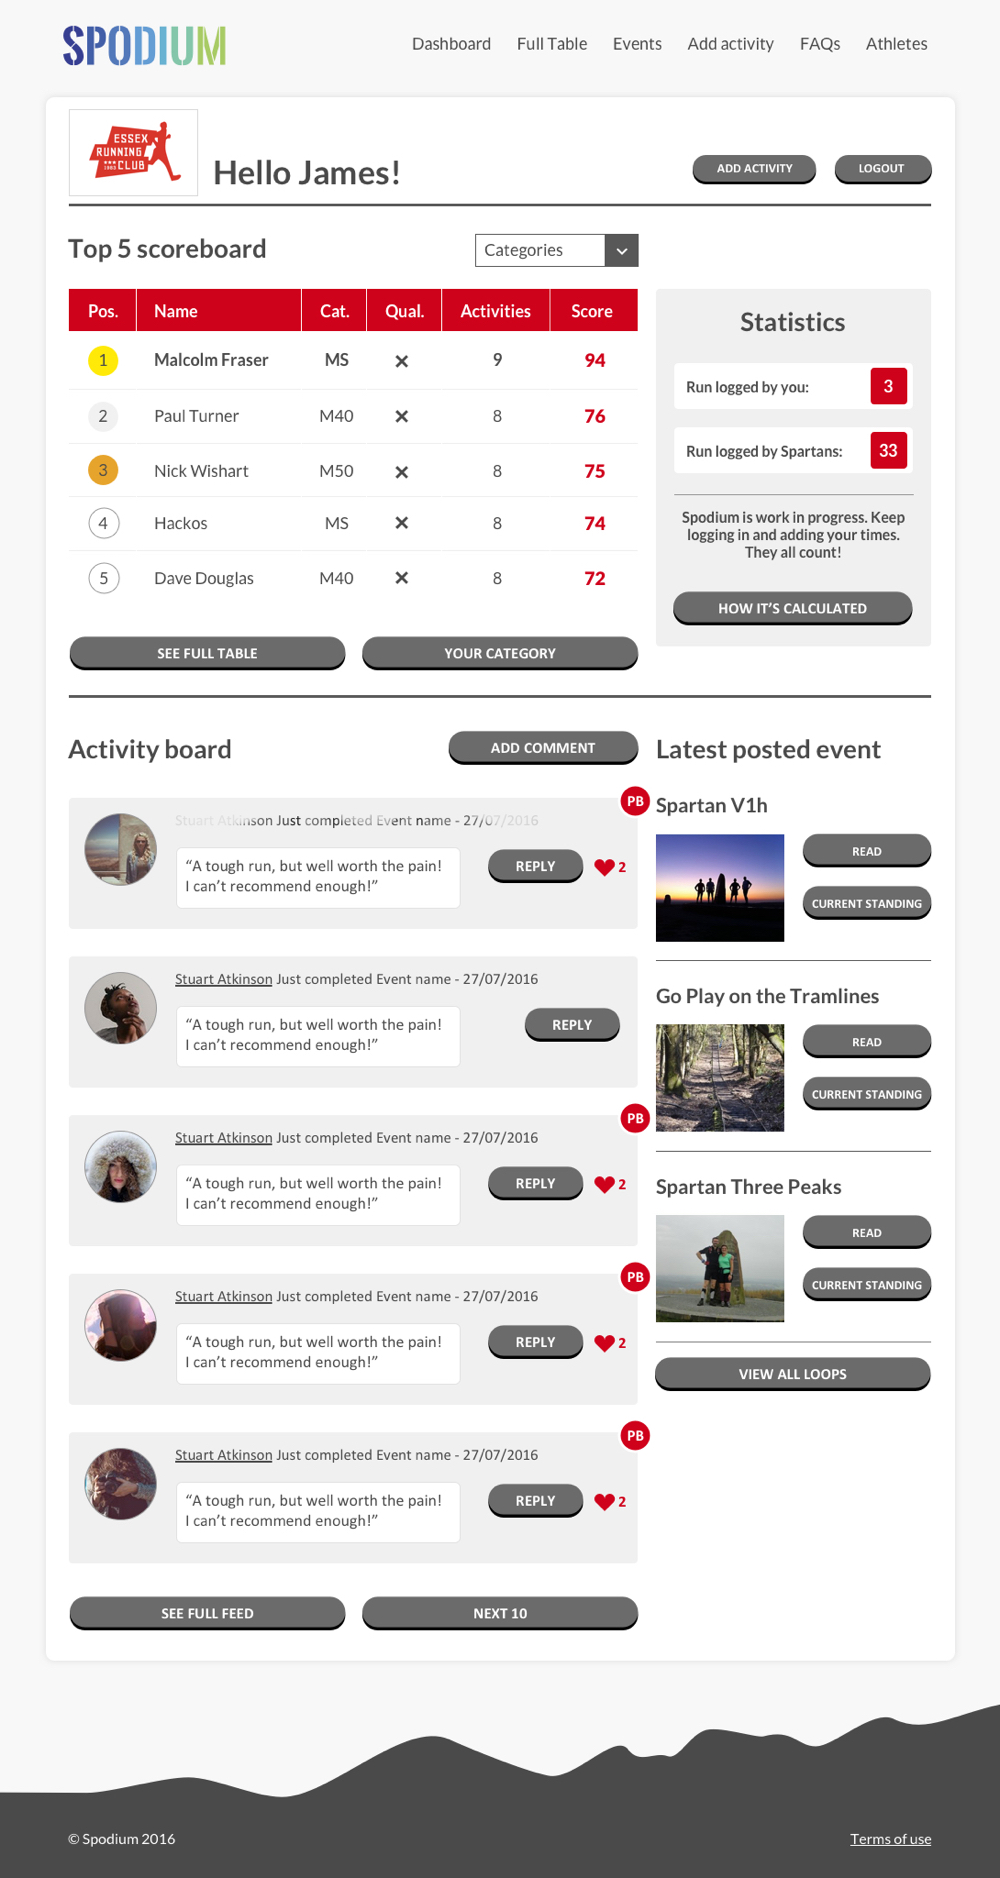 SPODIUM
Dashboard Full Table Events Add activity FAQs Athletes
ESSEX
RUNNING
CLUB
Hello James!
ADD ACTIVITY LOGOUT
Top 5 scoreboard
Categories
Pos. Name Cat. Qual. Activities Score
1 Malcolm Fraser MS ✕ 9 94
2 Paul Turner M40 ✕ 8 76
3 Nick Wishart M50 ✕ 8 75
4 Hackos MS ✕ 8 74
5 Dave Douglas M40 ✕ 8 72
SEE FULL TABLE YOUR CATEGORY
Statistics
Run logged by you: 3
Run logged by Spartans: 33
Spodium is work in progress. Keep
logging in and adding your times.
They all count!
HOW IT'S CALCULATED
Activity board
ADD COMMENT
PB
Stuart Atkinson Just completed Event name - 27/07/2016
“A tough run, but well worth the pain!
I can’t recommend enough!”
REPLY 2
Stuart Atkinson Just completed Event name - 27/07/2016
“A tough run, but well worth the pain!
I can’t recommend enough!”
REPLY
PB
Stuart Atkinson Just completed Event name - 27/07/2016
“A tough run, but well worth the pain!
I can’t recommend enough!”
REPLY 2
PB
Stuart Atkinson Just completed Event name - 27/07/2016
“A tough run, but well worth the pain!
I can’t recommend enough!”
REPLY 2
PB
Stuart Atkinson Just completed Event name - 27/07/2016
“A tough run, but well worth the pain!
I can’t recommend enough!”
REPLY 2
SEE FULL FEED NEXT 10
Latest posted event
Spartan V1h
READ
CURRENT STANDING
Go Play on the Tramlines
READ
CURRENT STANDING
Spartan Three Peaks
READ
CURRENT STANDING
VIEW ALL LOOPS
© Spodium 2016
Terms of use